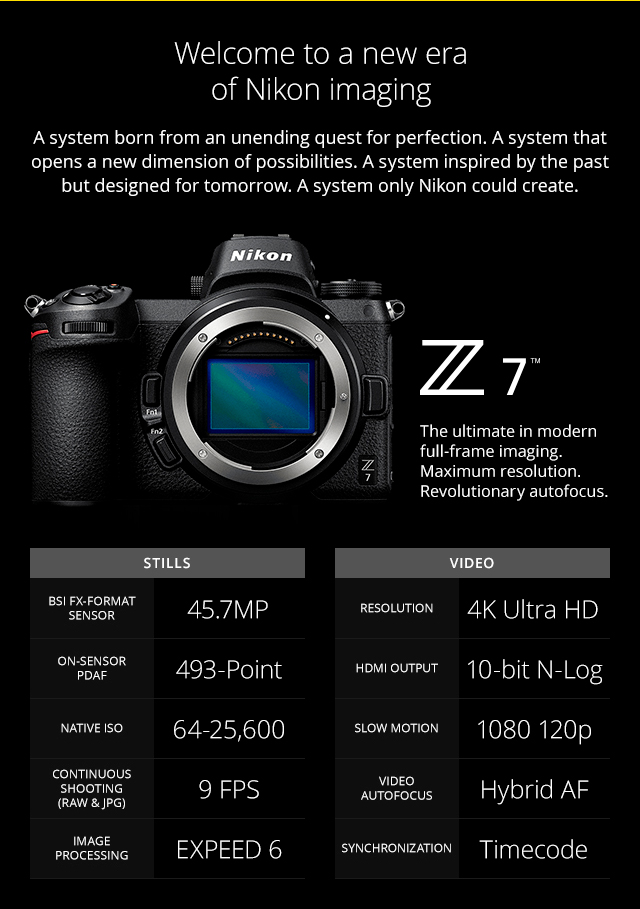 Welcome to a new era
of Nikon imaging
A system born from an unending quest for perfection. A system that
opens a new dimension of possibilities. A system inspired by the past
but designed for tomorrow. A system only Nikon could create.
Nikon
Fn1
Fn2
Z
7
Z 7™
The ultimate in modern
full-frame imaging.
Maximum resolution.
Revolutionary autofocus.
STILLS
BSI FX-FORMAT
SENSOR
45.7MP
ON-SENSOR
PDAF
493-Point
NATIVE ISO
64-25,600
CONTINUOUS
SHOOTING
(RAW & JPG)
9 FPS
IMAGE
PROCESSING
EXPEED 6
VIDEO
RESOLUTION
4K Ultra HD
HDMI OUTPUT
10-bit N-Log
SLOW MOTION
1080 120p
VIDEO
AUTOFOCUS
Hybrid AF
SYNCHRONIZATION
Timecode